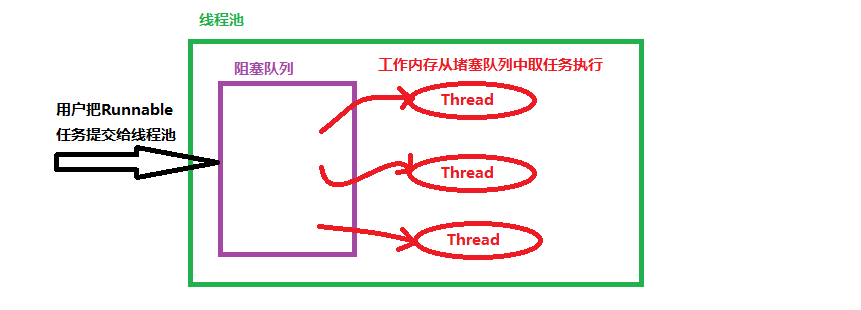 线程池
阻塞队列
工作内存从堵塞队列中取任务执行
用户把Runnable
任务提交给线程池
Thread
Thread
Thread